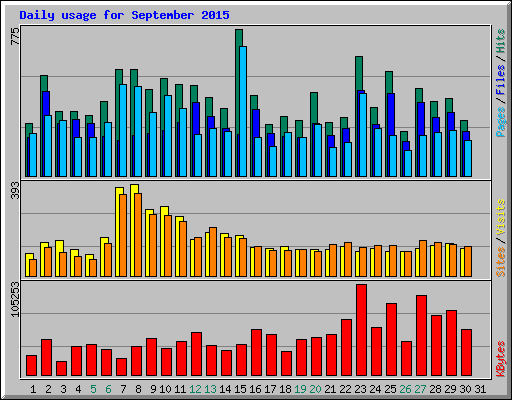 Daily usage for September 2015
775
Pages / Files / Hits
393
Sites / Visits
105253
KBytes
1 2 3 4 5 6 7 8 9 10 11 12 13 14 15 16 17 18 19 20 21 22 23 24 25 26 27 28 29 30 31